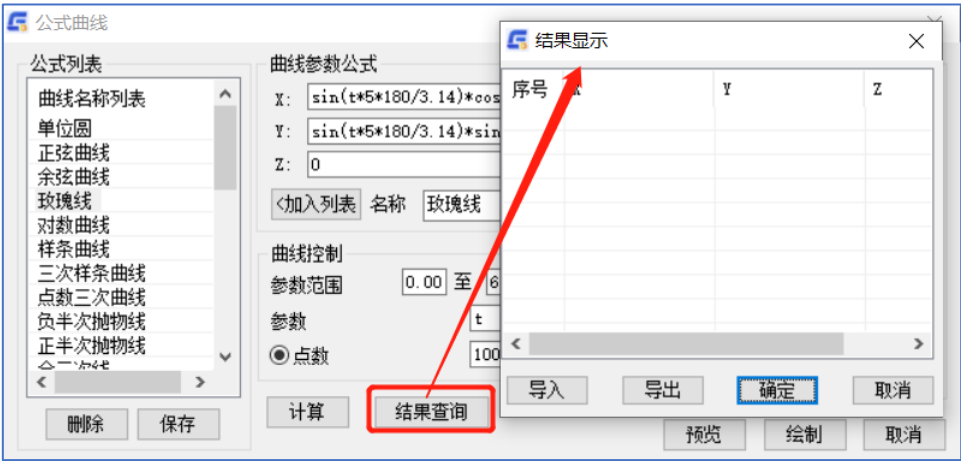 公式曲线
公式列表
曲线名称列表
单位圆
正弦曲线
余弦曲线
玫瑰线
对数曲线
样条曲线
三次样条曲线
点数三次曲线
负半次抛物线
正半次抛物线
删除
保存
曲线参数公式
X: sin(t*5*180/3.14)*cos
Y: sin(t*5*180/3.14)*sin
Z: 0
<加入列表 名称 玫瑰线
曲线控制
参数范围 0.00 至 6
参数 t
点数 100
计算
结果查询
预览
绘制
取消
结果显示
序号 Y Z
导入
导出
确定
取消